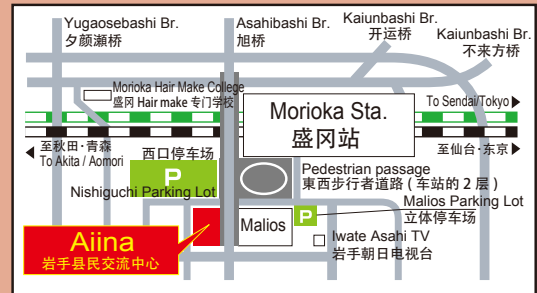 Yugaosebashi Br.
夕颜瀬桥
Asahibashi Br.
旭桥
Kaiunbashi Br.
开运桥
Kaiunbashi Br.
不来方桥
Morioka Hair Make College
盛冈 Hair make 专门学校
Morioka Sta.
盛冈站
To Sendai/Tokyo
至秋田·青森
To Akita / Aomori
至仙台·东京
西口停车场
P
Nishiguchi Parking Lot
Pedestrian passage
東西步行者道路 ( 车站的 2 层 )
Malios Parking Lot
立体停车场
P
Malios
Iwate Asahi TV
岩手朝日电视台
Aiina
岩手县民交流中心